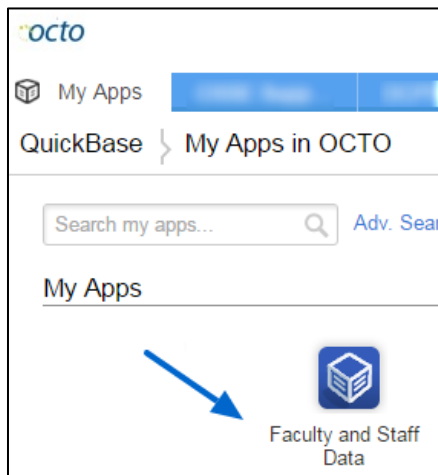 octo
My Apps
QuickBase My Apps in OCTO
Search my apps... Adv. Sear
My Apps
Faculty and Staff
Data